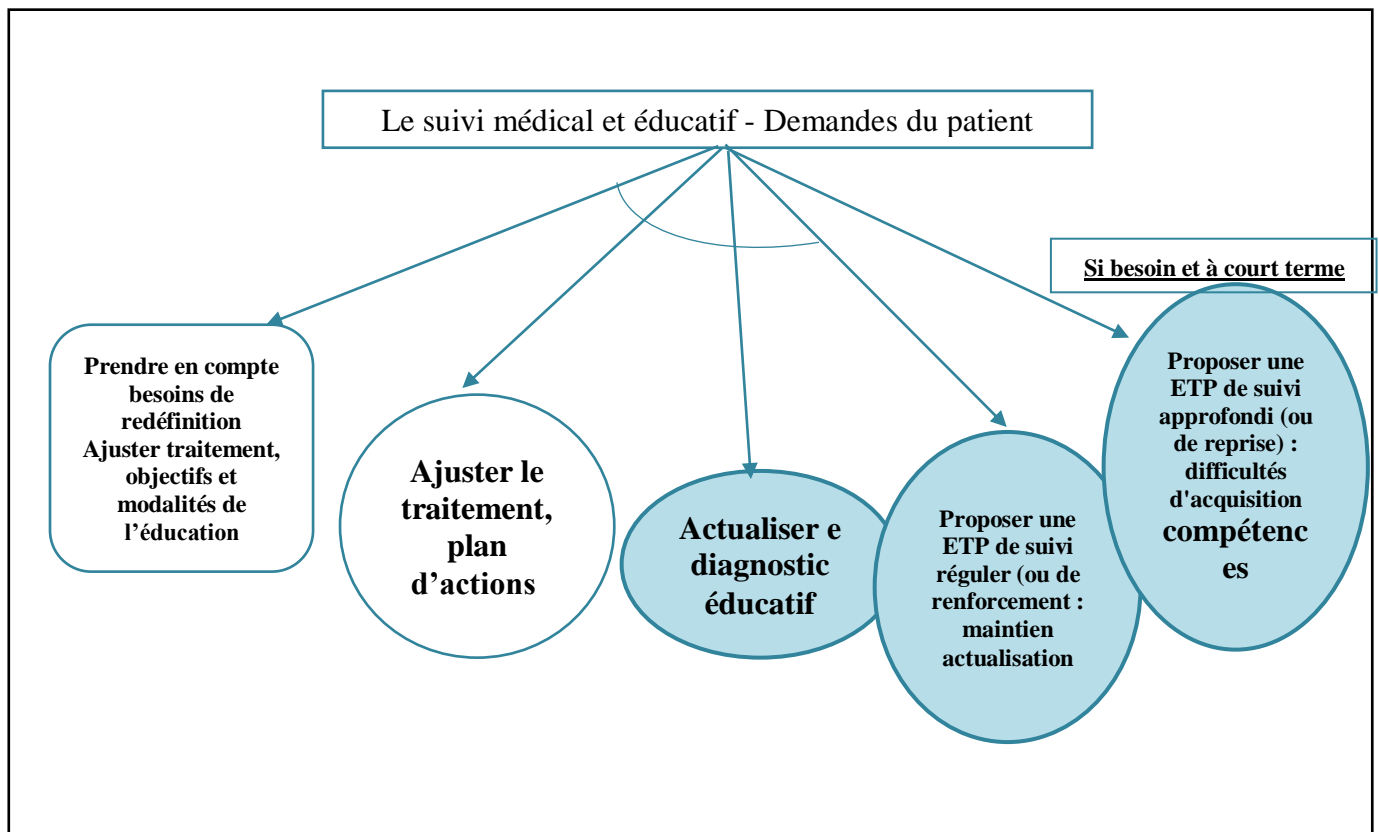 Le suivi médical et éducatif - Demandes du patient
Si besoin et à court terme
Prendre en compte
besoins de
redéfinition
Ajuster traitement,
objectifs et
modalités de
l’éducation
Ajuster le
traitement,
plan
d’actions
Actualiser e
diagnostic
éducatif
Proposer une
ETP de suivi
réguler (ou de
renforcement :
maintien
actualisation
Proposer une
ETP de suivi
approfondi (ou
de reprise) :
difficultés
d'acquisition
compétenc
es